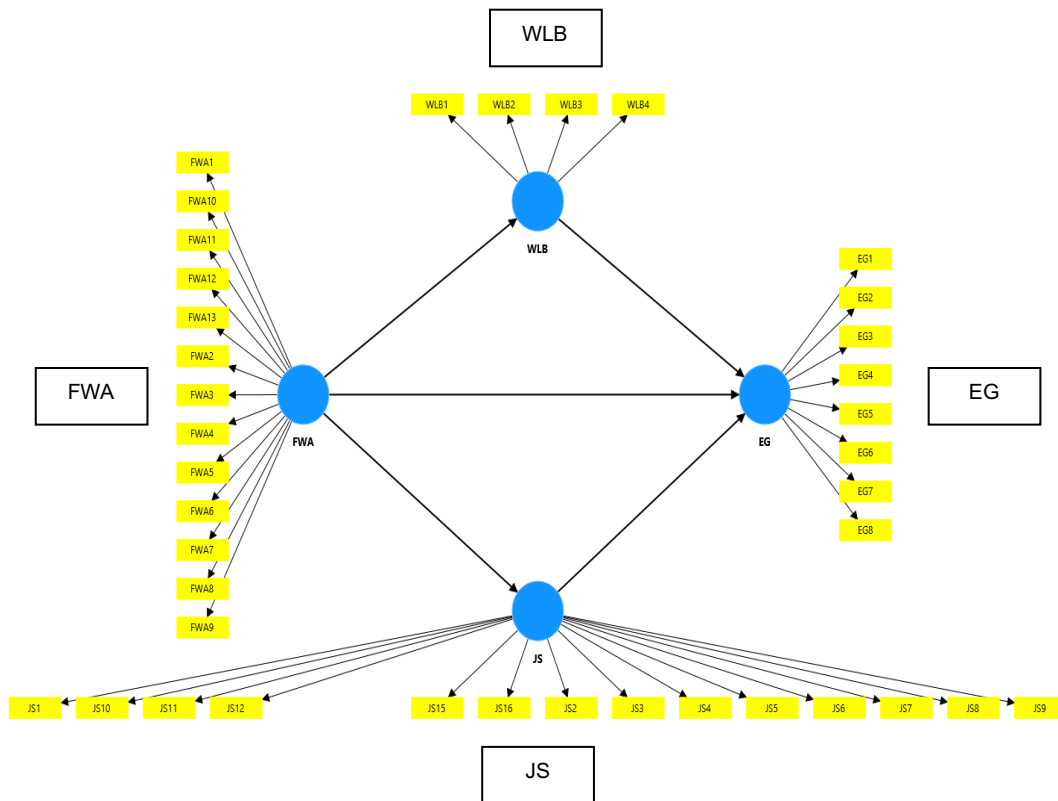 WLB
WLB1 WLB2 WLB3 WLB4
FWA1
FWA10
FWA11
FWA12
FWA13
FWA2
FWA3
FWA4
FWA5
FWA6
FWA7
FWA8
FWA9
FWA
FWA
WLB
EG
EG1
EG2
EG3
EG4
EG5
EG6
EG7
EG8
EG
JS
JS1 JS10 JS11 JS12 JS15 JS16 JS2 JS3 JS4 JS5 JS6 JS7 JS8 JS9
JS